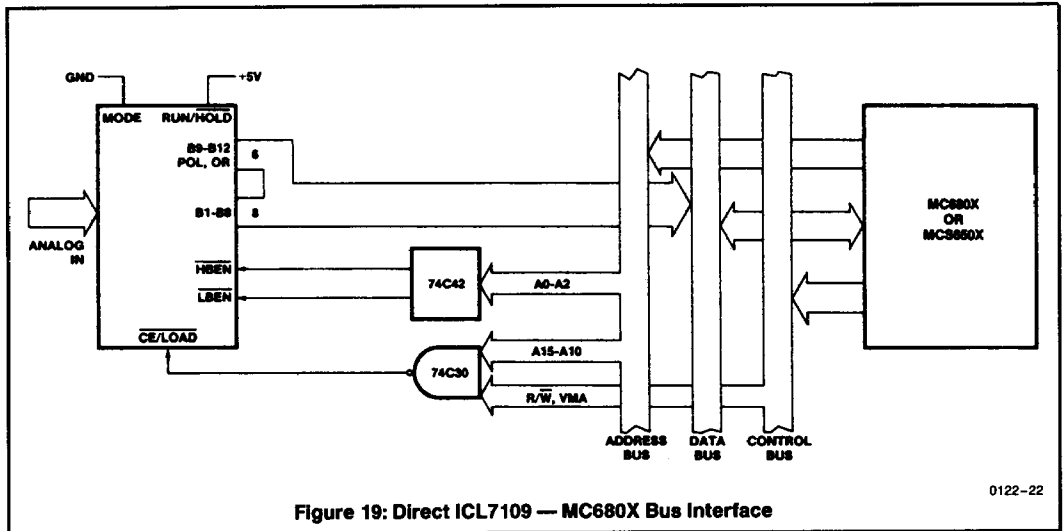 GND
+5V
MODE
RUN/HOLD
B9-B12
POL, OR
6
B1-B8
8
ANALOG
IN
HBEN
LBEN
CE/LOAD
74C42
A0-A2
74C30
A15-A10
R/W, VMA
MC680X
OR
MCS650X
ADDRESS
BUS
DATA
BUS
CONTROL
BUS
0122-22
Figure 19: Direct ICL7109 — MC680X Bus Interface